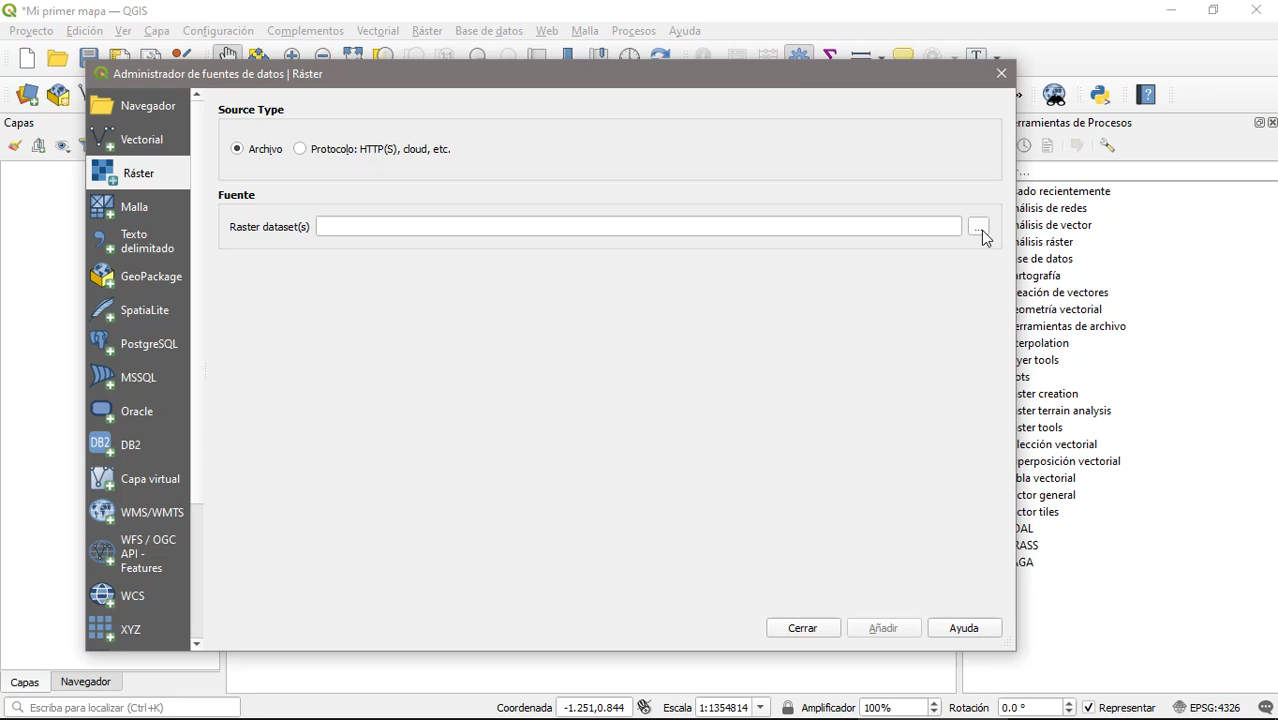 *Mi primer mapa — QGIS
Proyecto Edición Ver Capa Configuración Complementos Vectorial Ráster Base de datos Web Malla Procesos Ayuda
Administrador de fuentes de datos | Ráster
Capas
Navegador
Vectorial
Ráster
Malla
Texto
delimitado
GeoPackage
SpatiaLite
PostgreSQL
MSSQL
Oracle
DB2
DB2
Capa virtual
WMS/WMTS
WFS / OGC
API -
Features
WCS
XYZ
Source Type
Archivo Protocolo: HTTP(S), cloud, etc.
Fuente
Raster dataset(s)
...
Cerrar Añadir Ayuda
»
erramientas de Procesos
...
ado recientemente
nálisis de redes
nálisis de vector
nálisis ráster
ase de datos
rtografía
eación de vectores
eometría vectorial
erramientas de archivo
terpolation
yer tools
ots
ster creation
ster terrain analysis
ster tools
lección vectorial
perposición vectorial
bla vectorial
ctor general
ctor tiles
DAL
RASS
GA
Capas Navegador
Escriba para localizar (Ctrl+K) Coordenada -1.251,0.844 Escala 1:1354814 Amplificador 100% Rotación 0.0 ° Representar EPSG:4326